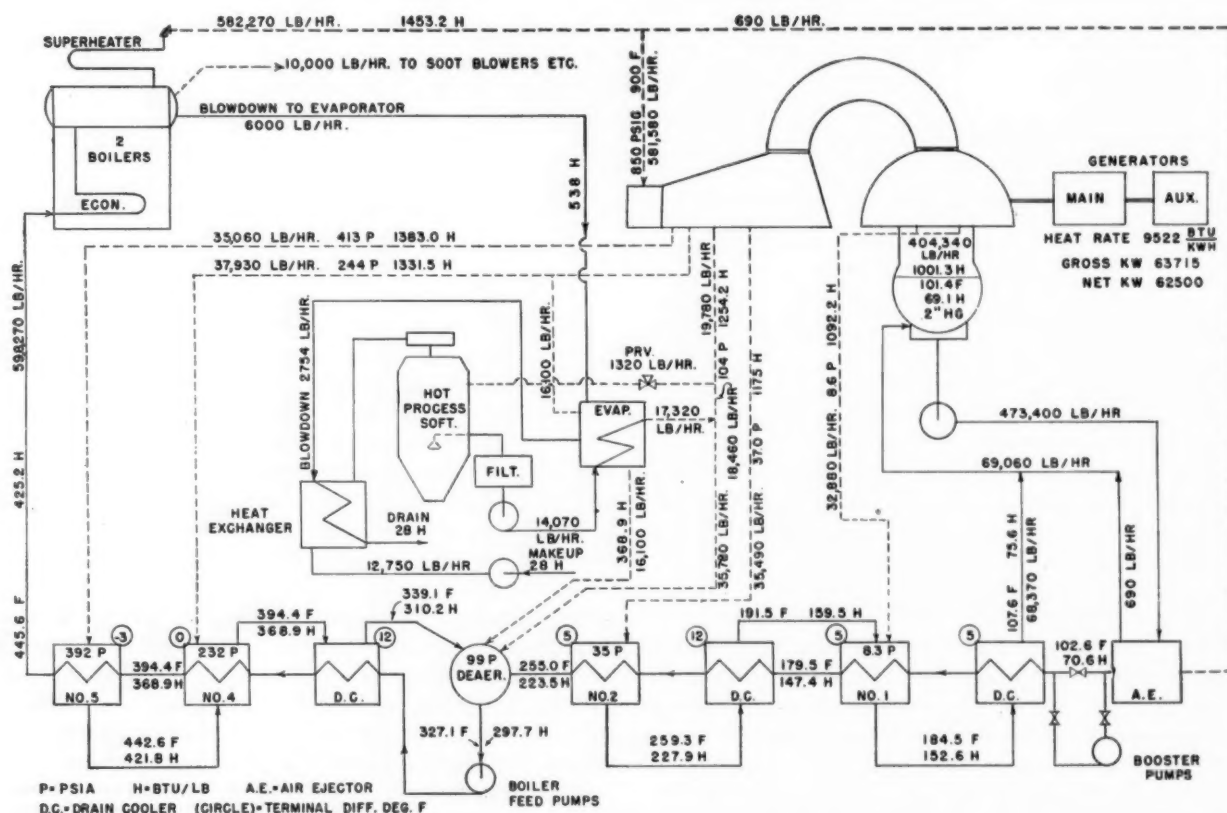 582,270 LB/HR. 1453.2 H
690 LB/HR.
SUPERHEATER
10,000 LB/HR. TO SOOT BLOWERS ETC.
BLOWDOWN TO EVAPORATOR
6000 LB/HR.
2
BOILERS
ECON.
538 H
850 PSIG 900 F
581,580 LB/HR.
GENERATORS
MAIN
AUX.
HEAT RATE 9522 BTU/KWH
GROSS KW 63715
NET KW 62500
404,340
LB/HR
1001.3 H
101.4 F
69.1 H
2" HG
35,060 LB/HR. 413 P 1383.0 H
37,930 LB/HR. 244 P 1331.5 H
598,270 LB/HR.
425.2 H
445.6 F
BLOWDOWN 2754 LB/HR.
HOT
PROCESS
SOFT.
16,100 LB/HR.
PRV.
1320 LB/HR.
19,780 LB/HR.
104 P 1254.2 H
18,460 LB/HR.
37.0 P 1175 H
32,880 LB/HR. 8.6 P 1092.2 H
EVAP.
17,320
LB/HR.
FILT.
473,400 LB/HR
69,060 LB/HR
HEAT
EXCHANGER
DRAIN
28 H
14,070
LB/HR.
MAKEUP
28 H
12,750 LB/HR
368.9 H
16,100 LB/HR.
35,780 LB/HR.
35,490 LB/HR.
107.6 F 75.6 H
68,370 LB/HR
690 LB/HR
339.1 F
310.2 H
394.4 F
368.9 H
191.5 F 159.5 H
-3
0
12
5
12
5
5
392 P
NO. 5
394.4 F
368.9 H
232 P
NO. 4
D.C.
99 P
DEAER.
255.0 F
223.5 H
35 P
NO. 2
D.C.
179.5 F
147.4 H
8.3 P
NO. 1
D.C.
102.6 F
70.6 H
A.E.
442.6 F
421.8 H
327.1 F
297.7 H
259.3 F
227.9 H
184.5 F
152.6 H
BOILER
FEED PUMPS
BOOSTER
PUMPS
P= PSIA H=BTU/LB A.E.=AIR EJECTOR
D.C.= DRAIN COOLER (CIRCLE)=TERMINAL DIFF. DEG. F